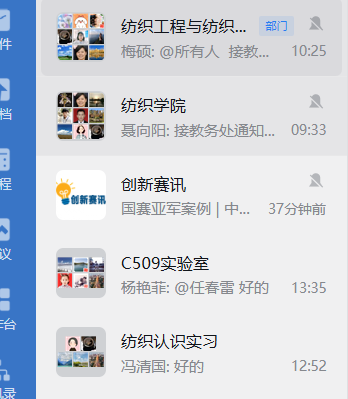 件
纺织工程与纺织... 部门
梅硕: @所有人 接教... 10:25
档
纺织学院
聂向阳: 接教务处通知... 09:33
程
创新赛讯
创新赛讯
国赛亚军案例 | 中... 37分钟前
议
C509实验室
杨艳菲: @任春雷 好的 13:35
作台
纺织认识实习
冯清国: 好的 12:52